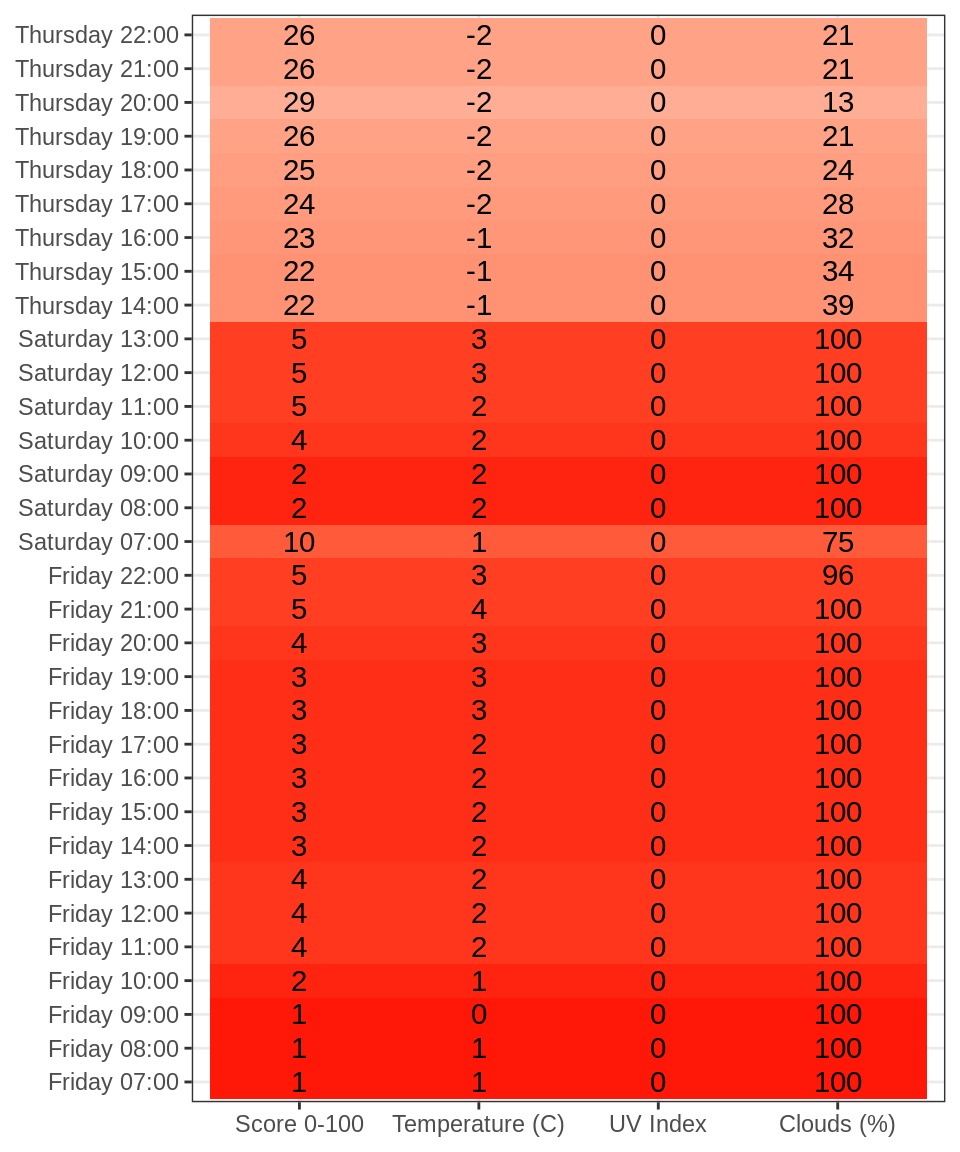 Thursday 22:00 26 -2 0 21
Thursday 21:00 26 -2 0 21
Thursday 20:00 29 -2 0 13
Thursday 19:00 26 -2 0 21
Thursday 18:00 25 -2 0 24
Thursday 17:00 24 -2 0 28
Thursday 16:00 23 -1 0 32
Thursday 15:00 22 -1 0 34
Thursday 14:00 22 -1 0 39
Saturday 13:00 5 3 0 100
Saturday 12:00 5 3 0 100
Saturday 11:00 5 2 0 100
Saturday 10:00 4 2 0 100
Saturday 09:00 2 2 0 100
Saturday 08:00 2 2 0 100
Saturday 07:00 10 1 0 75
Friday 22:00 5 3 0 96
Friday 21:00 5 4 0 100
Friday 20:00 4 3 0 100
Friday 19:00 3 3 0 100
Friday 18:00 3 3 0 100
Friday 17:00 3 2 0 100
Friday 16:00 3 2 0 100
Friday 15:00 3 2 0 100
Friday 14:00 3 2 0 100
Friday 13:00 4 2 0 100
Friday 12:00 4 2 0 100
Friday 11:00 4 2 0 100
Friday 10:00 2 1 0 100
Friday 09:00 1 0 0 100
Friday 08:00 1 1 0 100
Friday 07:00 1 1 0 100
Score 0-100 Temperature (C) UV Index Clouds (%)